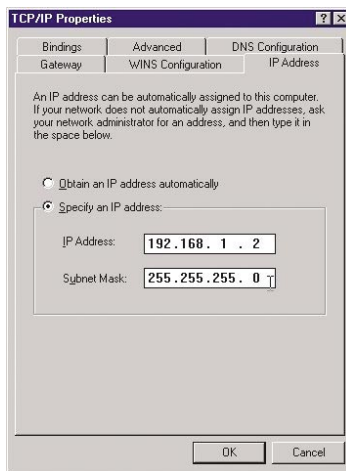 TCP/IP Properties
Bindings Advanced DNS Configuration
Gateway WINS Configuration IP Address
An IP address can be automatically assigned to this computer.
If your network does not automatically assign IP addresses, ask
your network administrator for an address, and then type it in
the space below.
Obtain an IP address automatically
Specify an IP address:
IP Address: 192.168. 1 . 2
Subnet Mask: 255.255.255. 0
OK Cancel